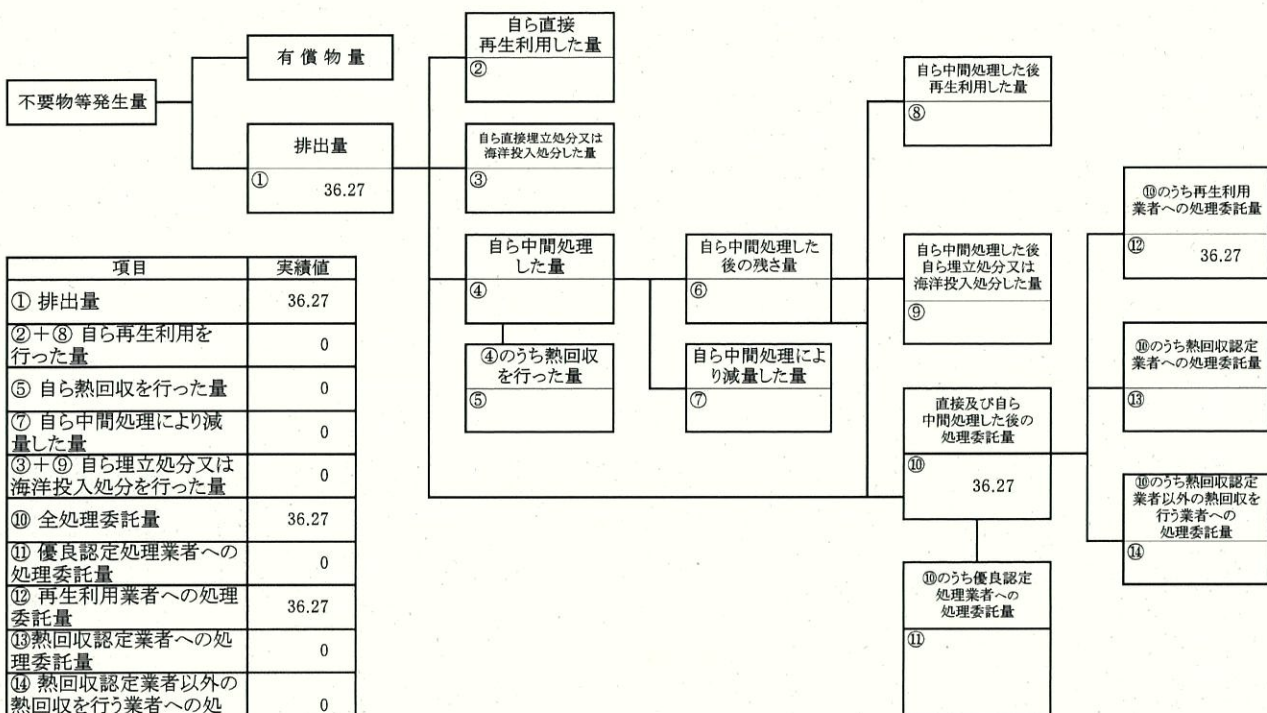 不要物等発生量
有償物量
排出量
①
36.27
自ら直接
再生利用した量
②
自ら直接埋立処分又は
海洋投入処分した量
③
自ら中間処理
した量
④
④のうち熱回収
を行った量
⑤
自ら中間処理した
後の残さ量
⑥
自ら中間処理によ
り減量した量
⑦
自ら中間処理した後
再生利用した量
⑧
自ら中間処理した後
自ら埋立処分又は
海洋投入処分した量
⑨
直接及び自ら
中間処理した後の
処理委託量
⑩
36.27
⑩のうち優良認定
処理業者への
処理委託量
⑪
⑩のうち再生利用
業者への処理委託量
⑫
36.27
⑩のうち熱回収認定
業者への処理委託量
⑬
⑩のうち熱回収認定
業者以外の熱回収を
行う業者への
処理委託量
⑭
項目 実績値
① 排出量 36.27
②+⑧ 自ら再生利用を
行った量 0
⑤ 自ら熱回収を行った量 0
⑦ 自ら中間処理により減
量した量 0
③+⑨ 自ら埋立処分又は
海洋投入処分を行った量 0
⑩ 全処理委託量 36.27
⑪ 優良認定処理業者への
処理委託量 0
⑫ 再生利用業者への処理
委託量 36.27
⑬熱回収認定業者への処
理委託量 0
⑭ 熱回収認定業者以外の
熱回収を行う業者への処 0